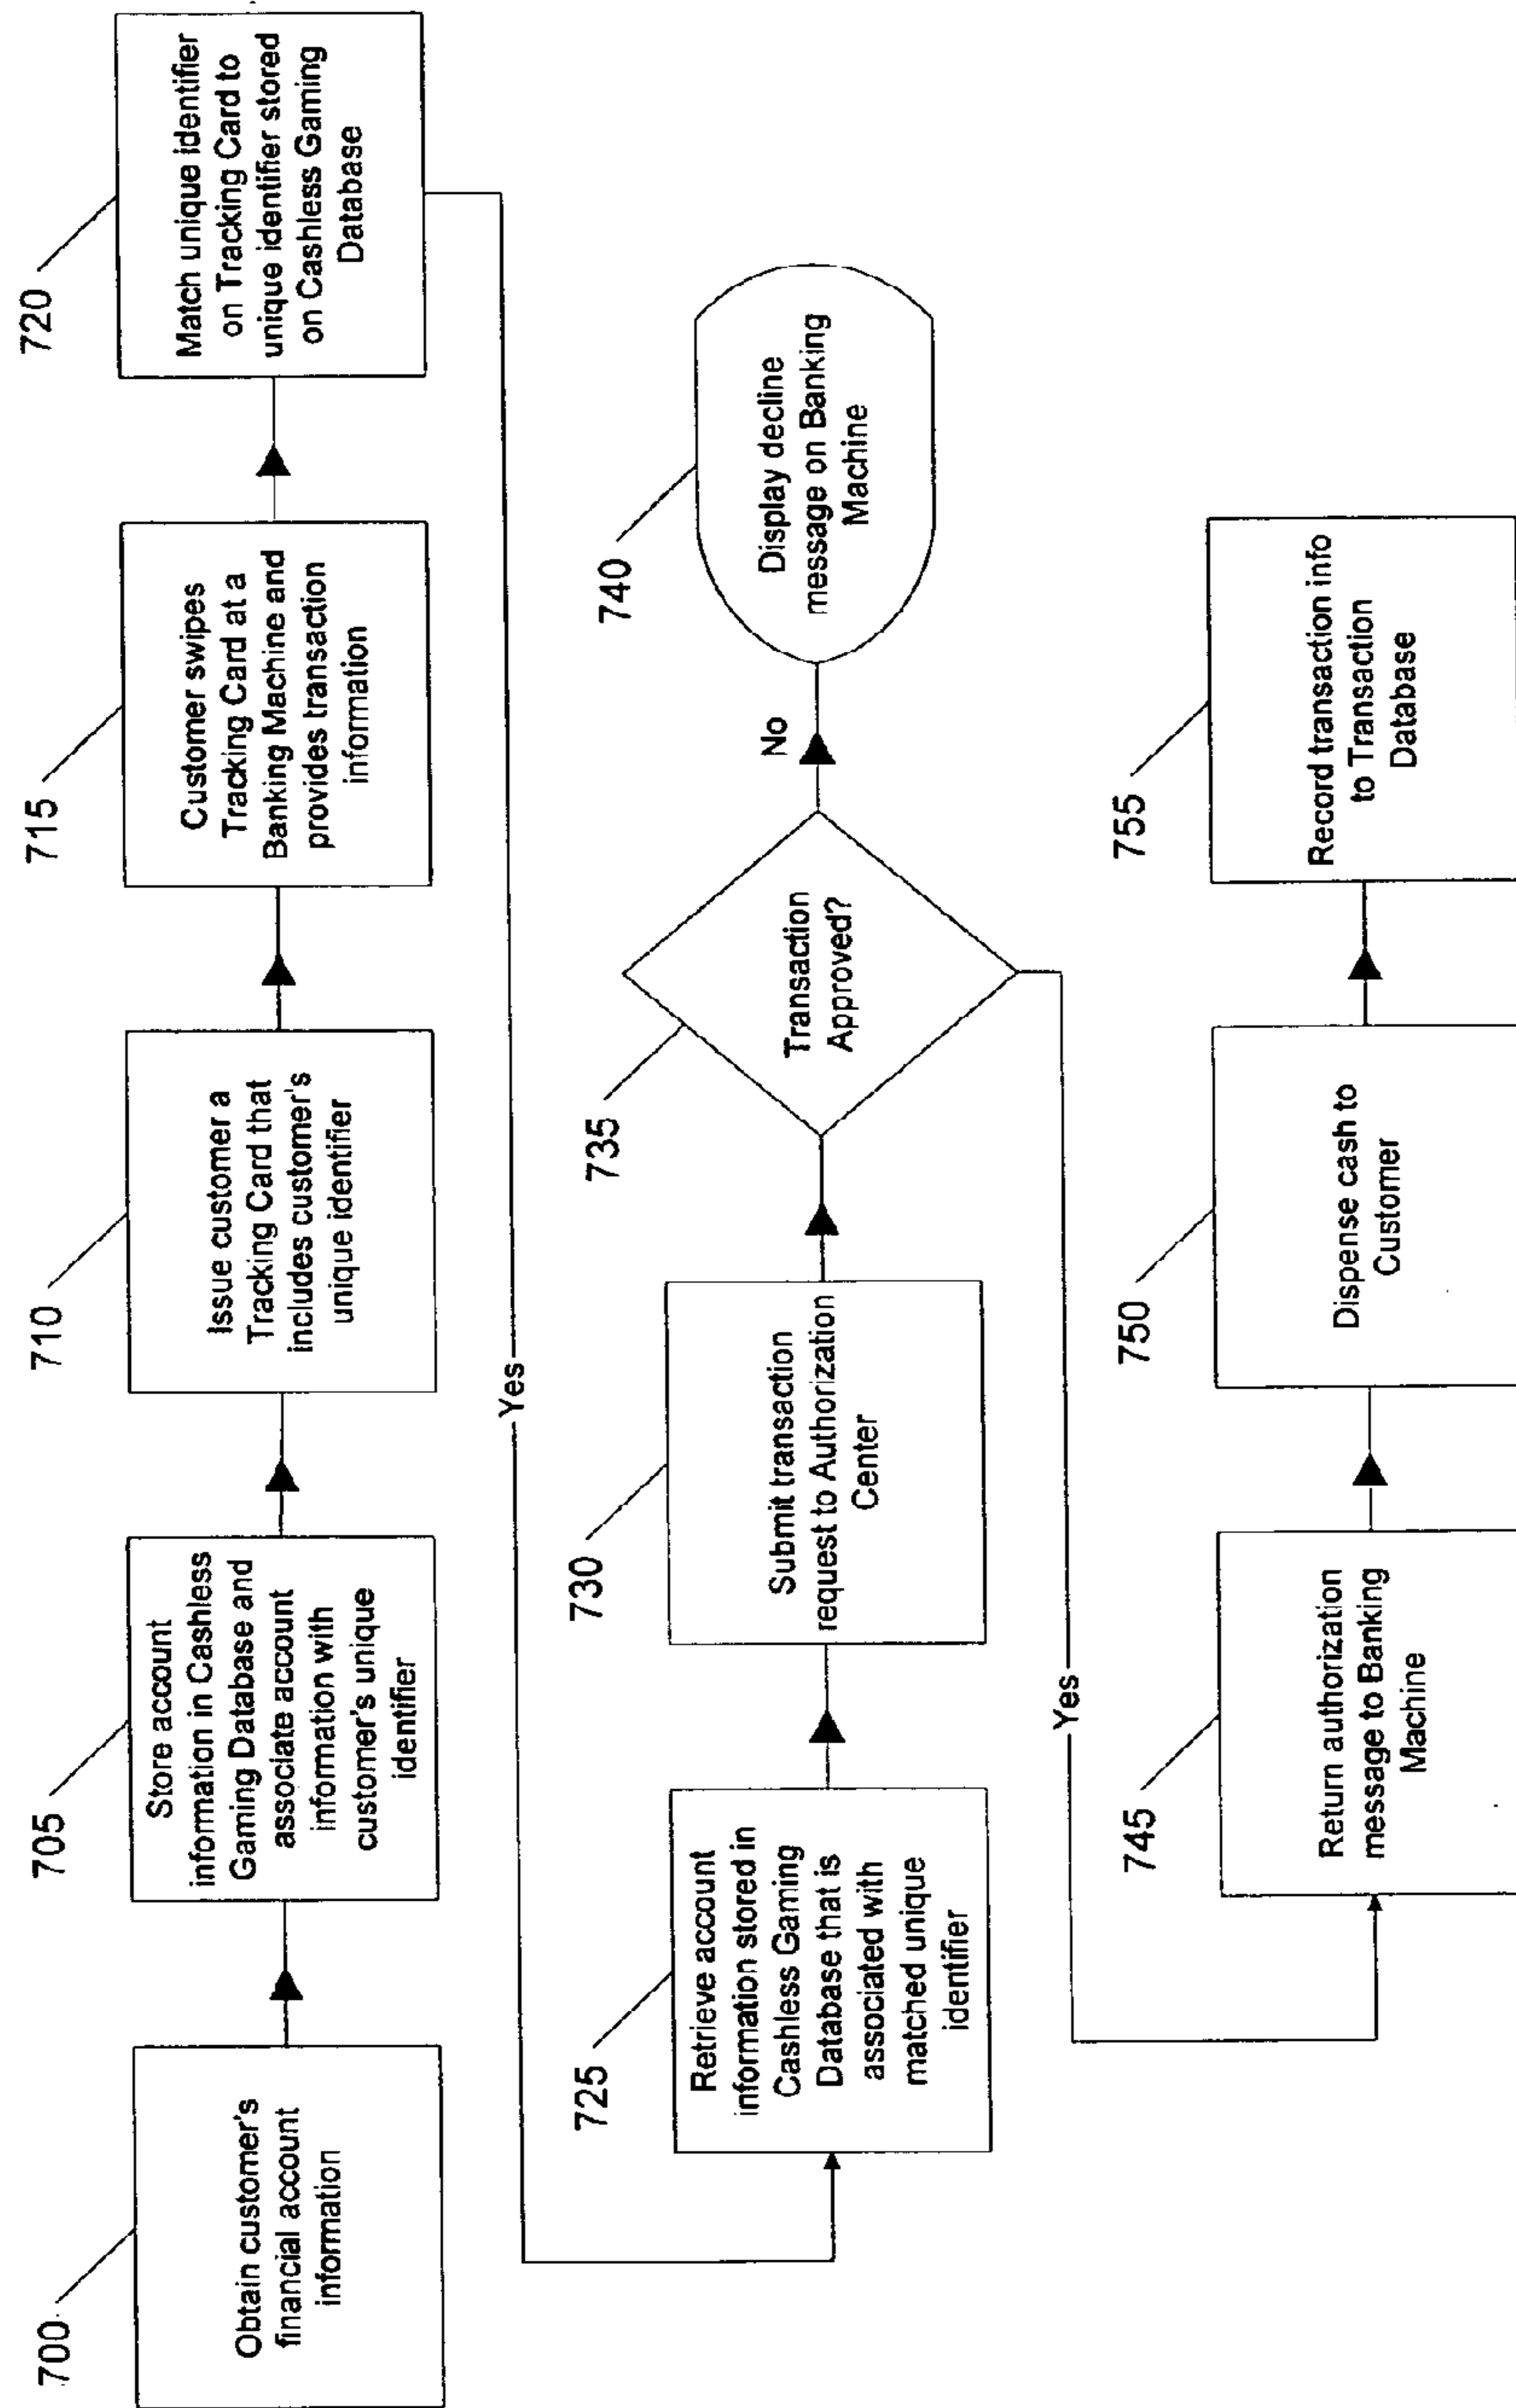 700
Obtain customer's
financial account
information
705
Store account
information in Cashless
Gaming Database and
associate account
information with
customer's unique
identifier
710
Issue customer a
Tracking Card that
includes customer's
unique identifier
715
Customer swipes
Tracking Card at a
Banking Machine and
provides transaction
information
720
Match unique identifier
on Tracking Card to
unique identifier stored
on Cashless Gaming
Database
Yes
725
Retrieve account
information stored in
Cashless Gaming
Database that is
associated with
matched unique
identifier
730
Submit transaction
request to Authorization
Center
735
Transaction
Approved?
No
740
Display decline
message on Banking
Machine
Yes
745
Return authorization
message to Banking
Machine
750
Dispense cash to
Customer
755
Record transaction info
to Transaction
Database